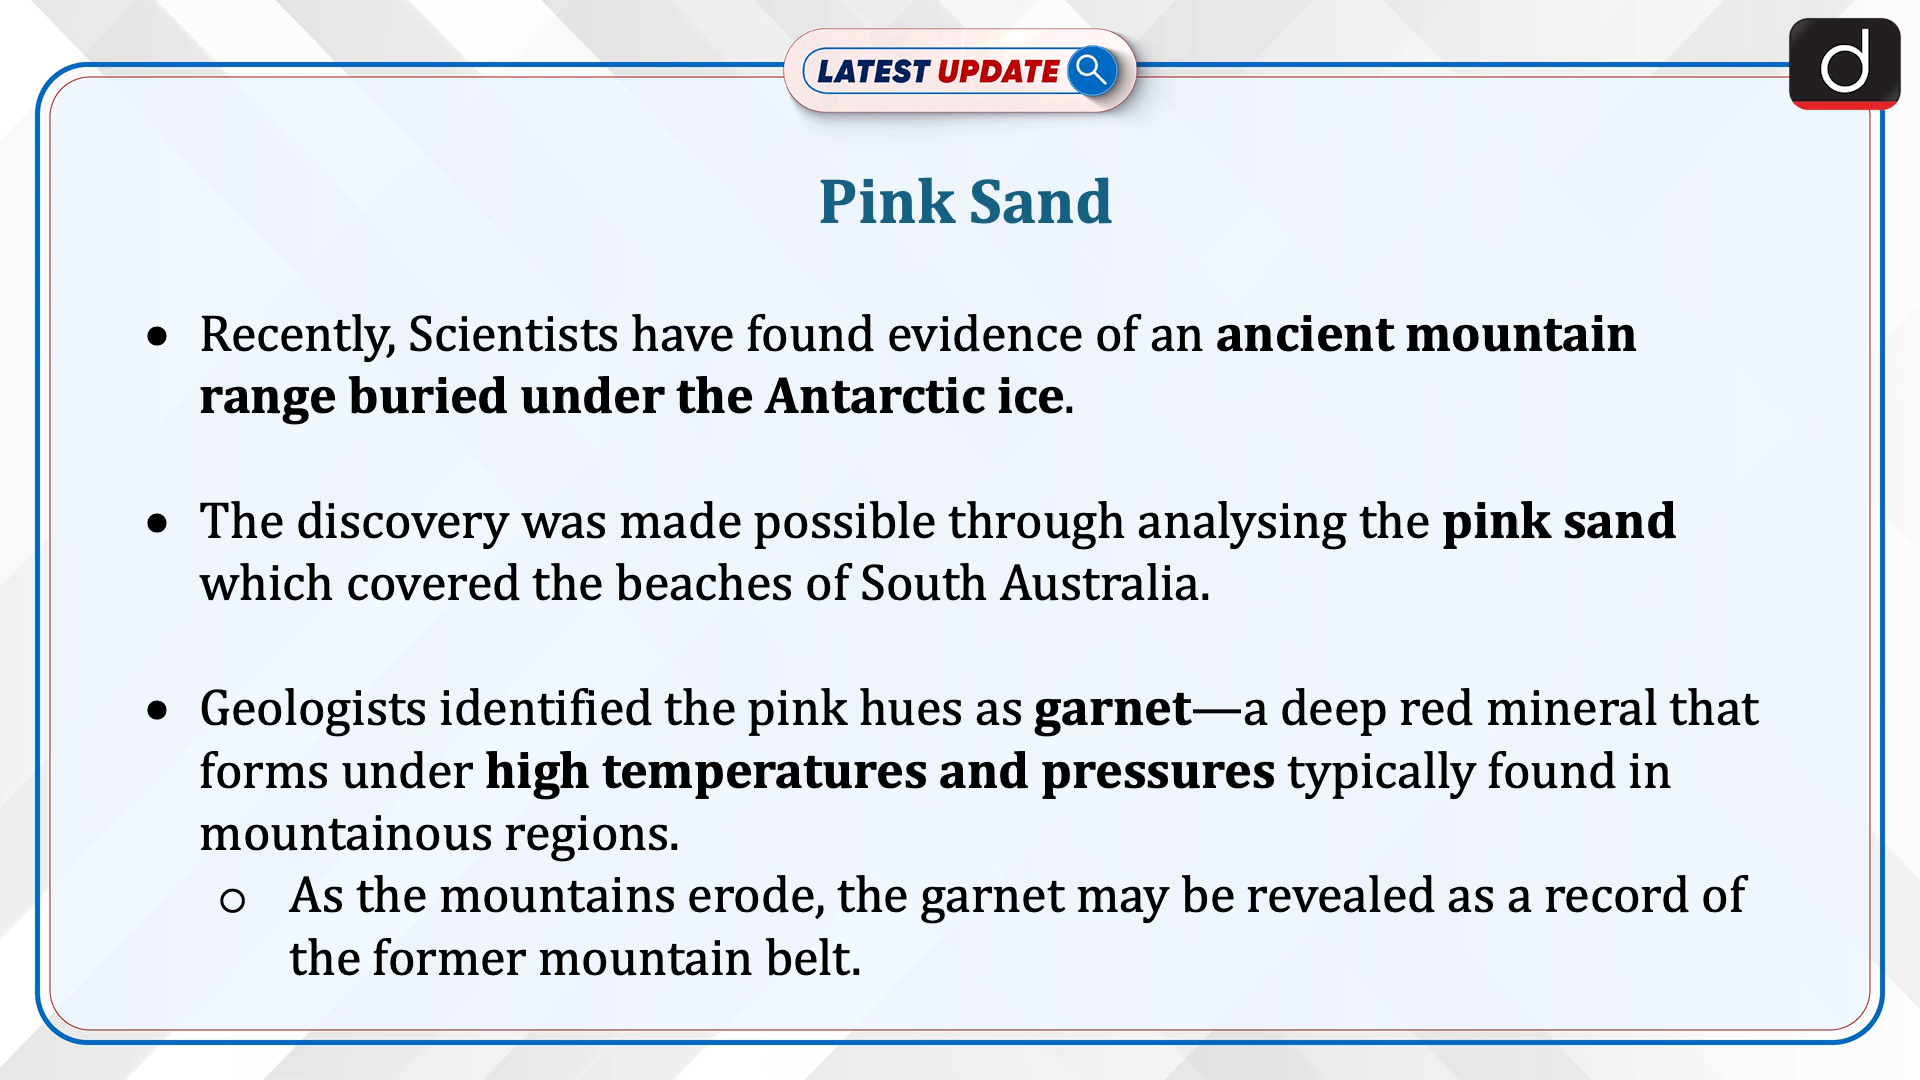 LATEST UPDATE
d
Pink Sand
• Recently, Scientists have found evidence of an ancient mountain
range buried under the Antarctic ice.
• The discovery was made possible through analysing the pink sand
which covered the beaches of South Australia.
• Geologists identified the pink hues as garnet—a deep red mineral that
forms under high temperatures and pressures typically found in
mountainous regions.
○ As the mountains erode, the garnet may be revealed as a record of
the former mountain belt.